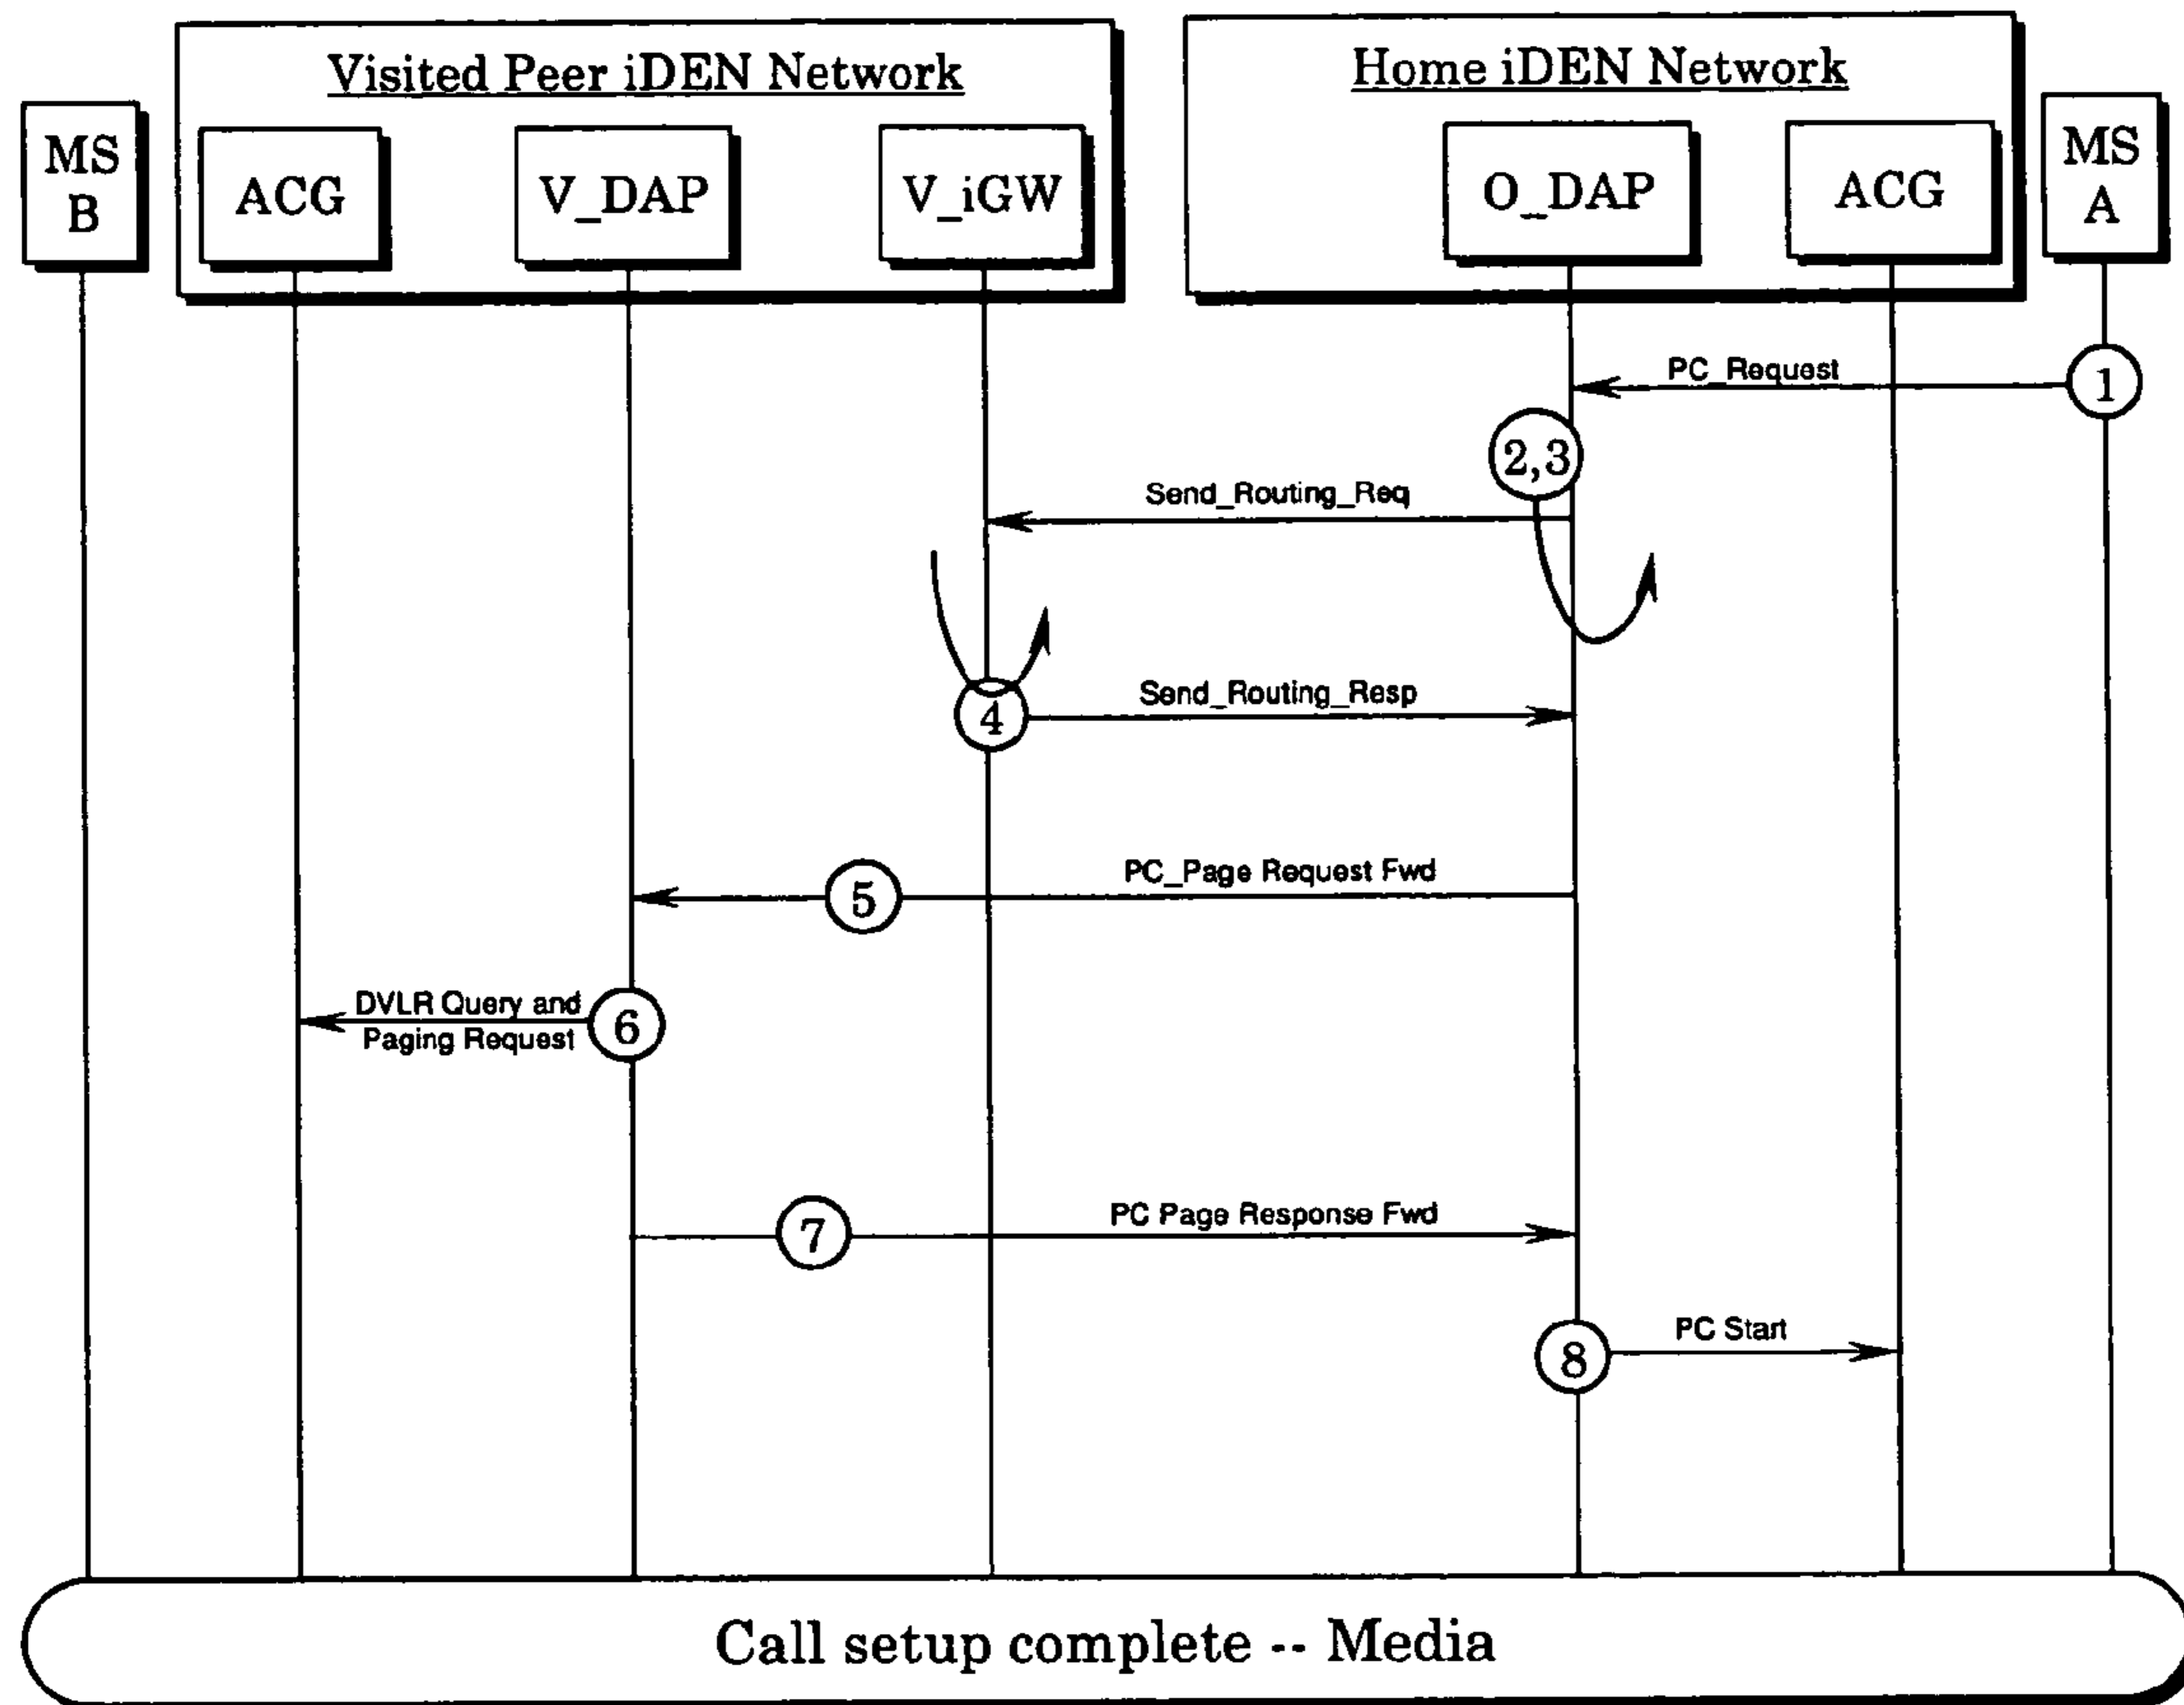 Visited Peer iDEN Network
Home iDEN Network
MS
B
ACG
V_DAP
V_iGW
O_DAP
ACG
MS
A
PC_Request
1
2,3
Send_Routing_Req
Send_Routing_Resp
4
PC_Page Request Fwd
5
DVLR Query and
Paging Request
6
7
PC Page Response Fwd
8
PC Start
Call setup complete -- Media